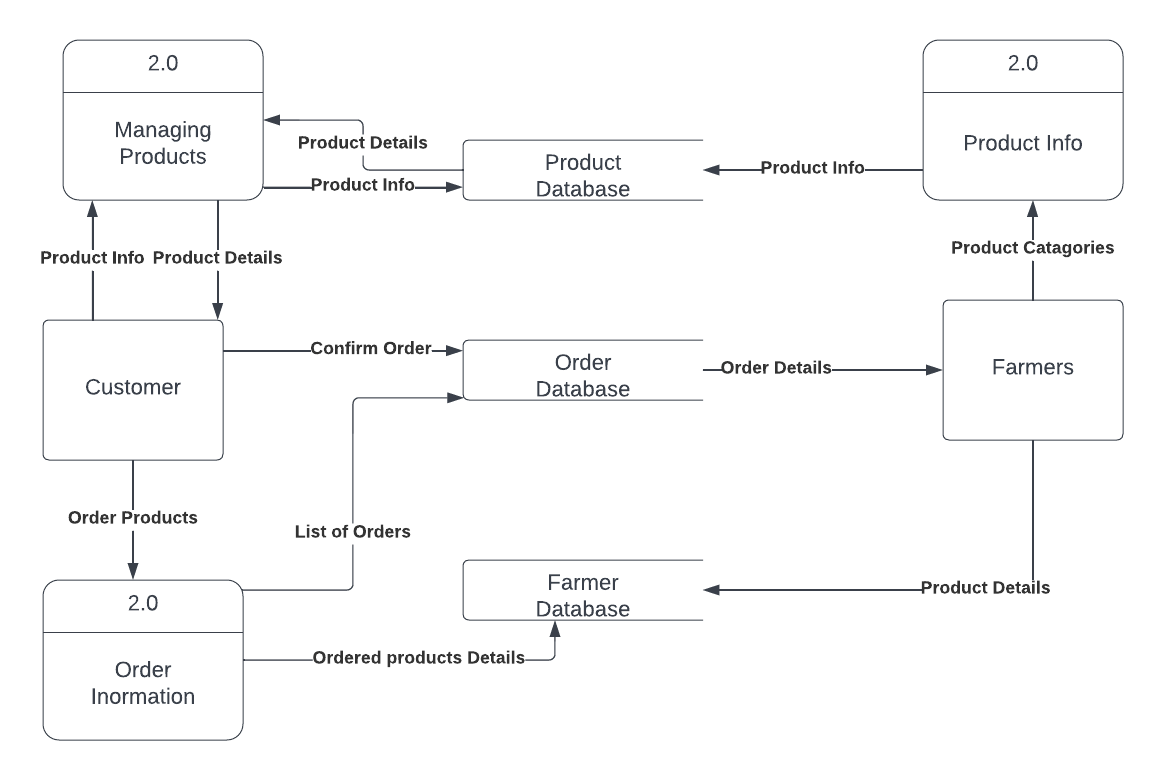 2.0
Managing
Products
2.0
Product Info
Product Details
Product Info
Product
Database
Product Info
Product Info
Product Details
Product Catagories
Customer
Confirm Order
Order
Database
Order Details
Farmers
Order Products
List of Orders
2.0
Order
Inormation
Farmer
Database
Product Details
Ordered products Details